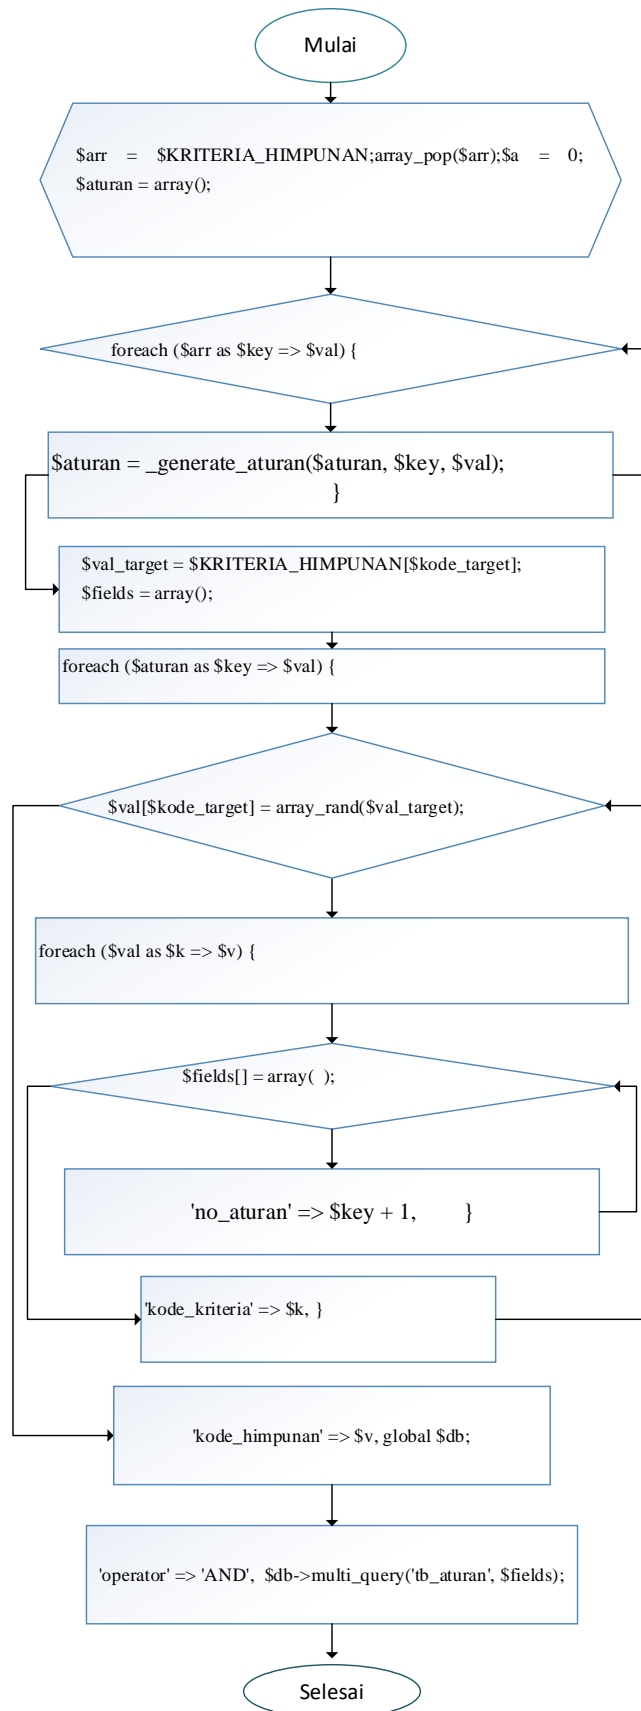 Mulai
$arr = $KRITERIA_HIMPUNAN;array_pop($arr);$a = 0;
$aturan = array();
foreach ($arr as $key => $val) {
$aturan = _generate_aturan($aturan, $key, $val);
}
$val_target = $KRITERIA_HIMPUNAN[$kode_target];
$fields = array();
foreach ($aturan as $key => $val) {
$val[$kode_target] = array_rand($val_target);
foreach ($val as $k => $v) {
$fields[] = array( );
'no_aturan' => $key + 1, }
'kode_kriteria' => $k, }
'kode_himpunan' => $v, global $db;
'operator' => 'AND', $db->multi_query('tb_aturan', $fields);
Selesai